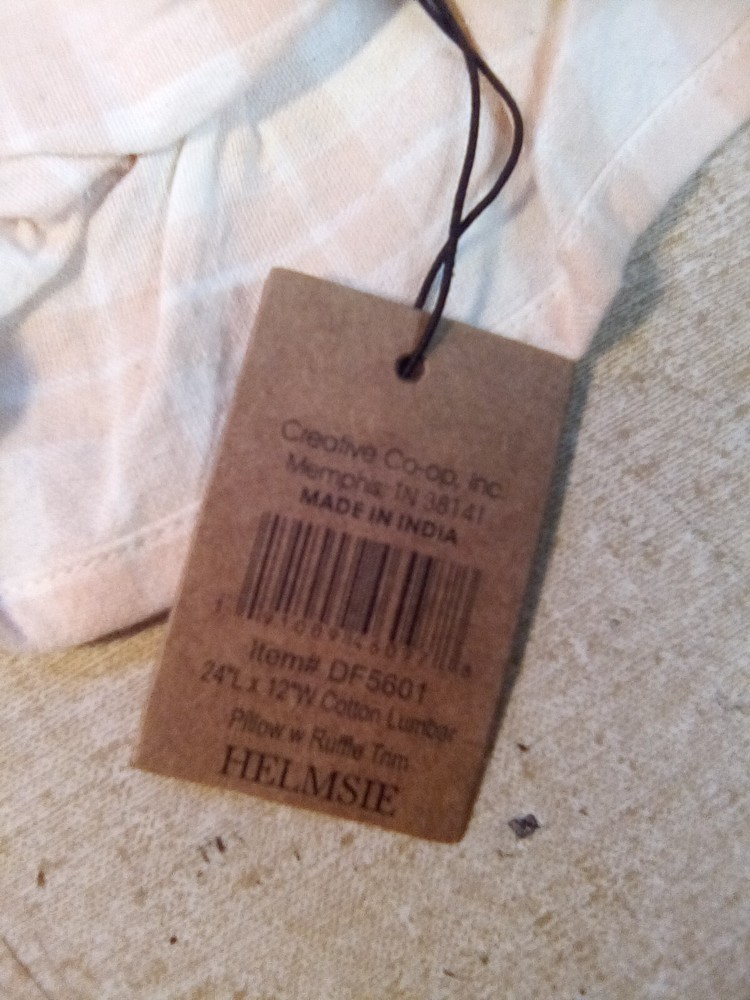 Creative Co-op, Inc.
Memphis, TN 38141
MADE IN INDIA
Item# DF5601
24"L x 12"W Cotton Lumbar
Pillow w Ruffle Trim
HELMSIE